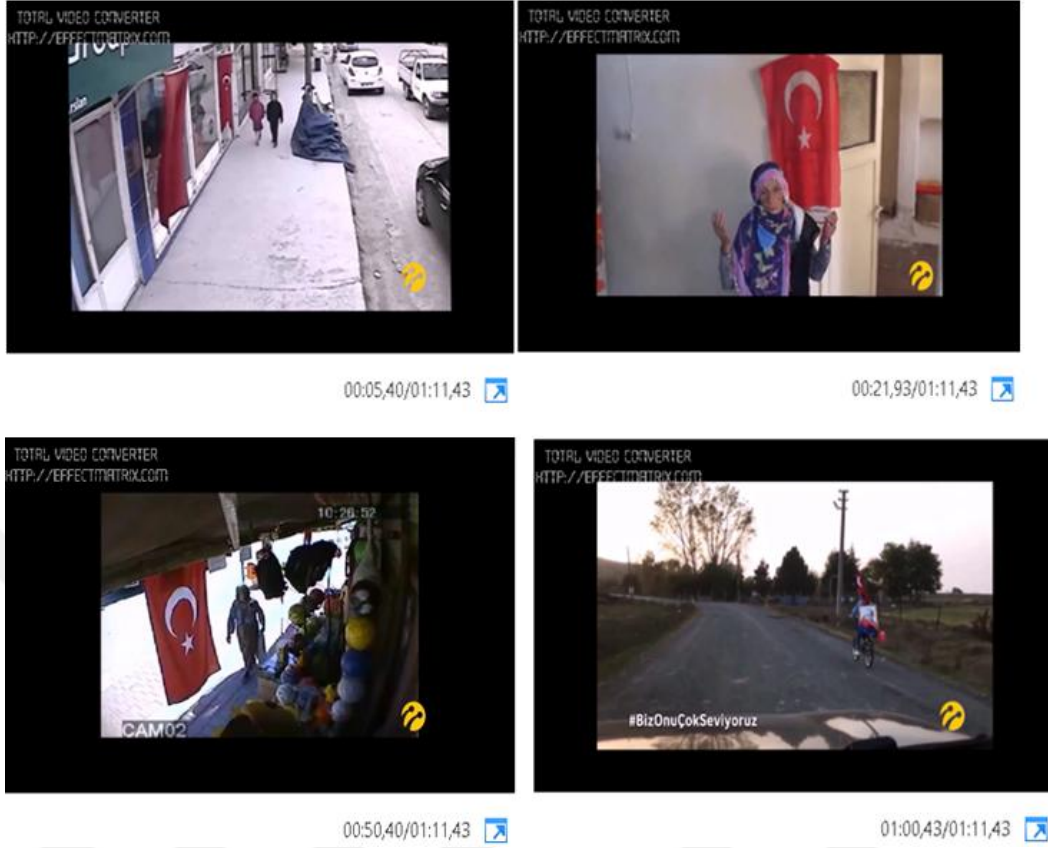 TOTAL VIDEO CONVERTER
HTTP://EFFECTMATRIX.COM
TOTAL VIDEO CONVERTER
HTTP://EFFECTMATRIX.COM
00:05,40/01:11,43
00:21,93/01:11,43
TOTAL VIDEO CONVERTER
HTTP://EFFECTMATRIX.COM
10:26:52
CAM02
TOTAL VIDEO CONVERTER
HTTP://EFFECTMATRIX.COM
#BizOnuÇokSeviyoruz
00:50,40/01:11,43
01:00,43/01:11,43